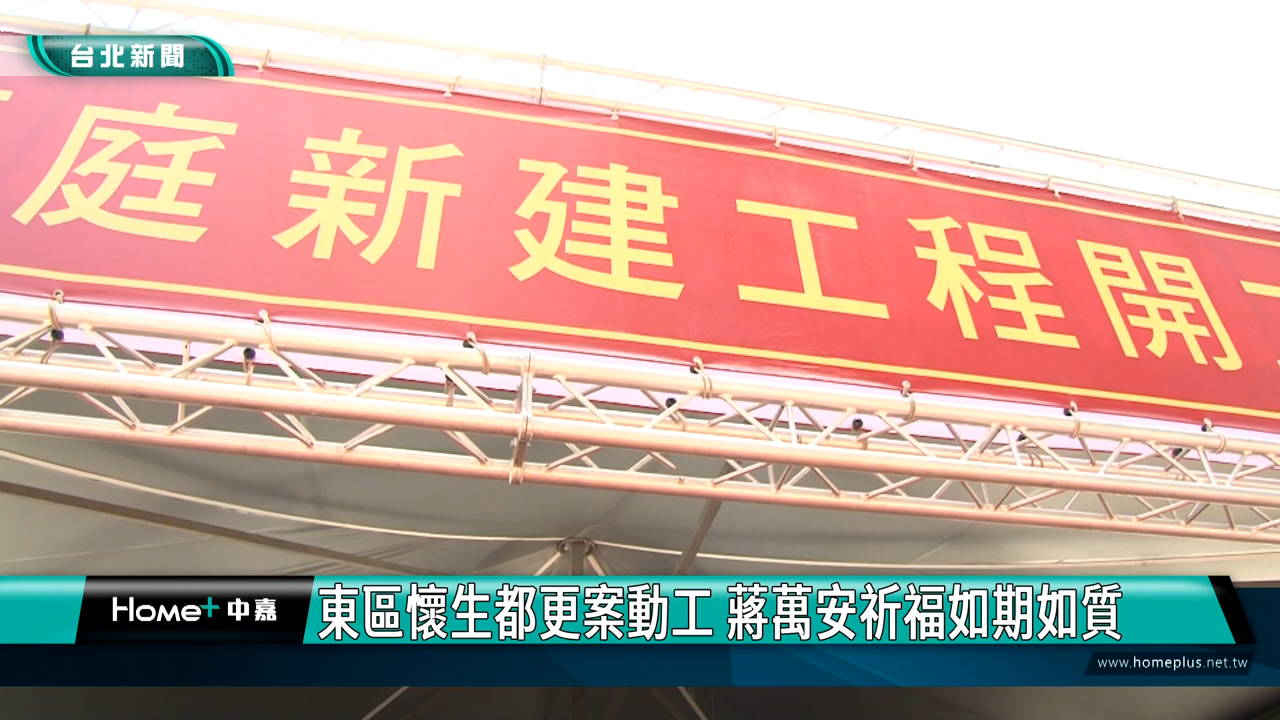 台北新聞
庭新建工程開
Home+ 中嘉
東區懷生都更案動工 蔣萬安祈福如期如質
www.homeplus.net.tw